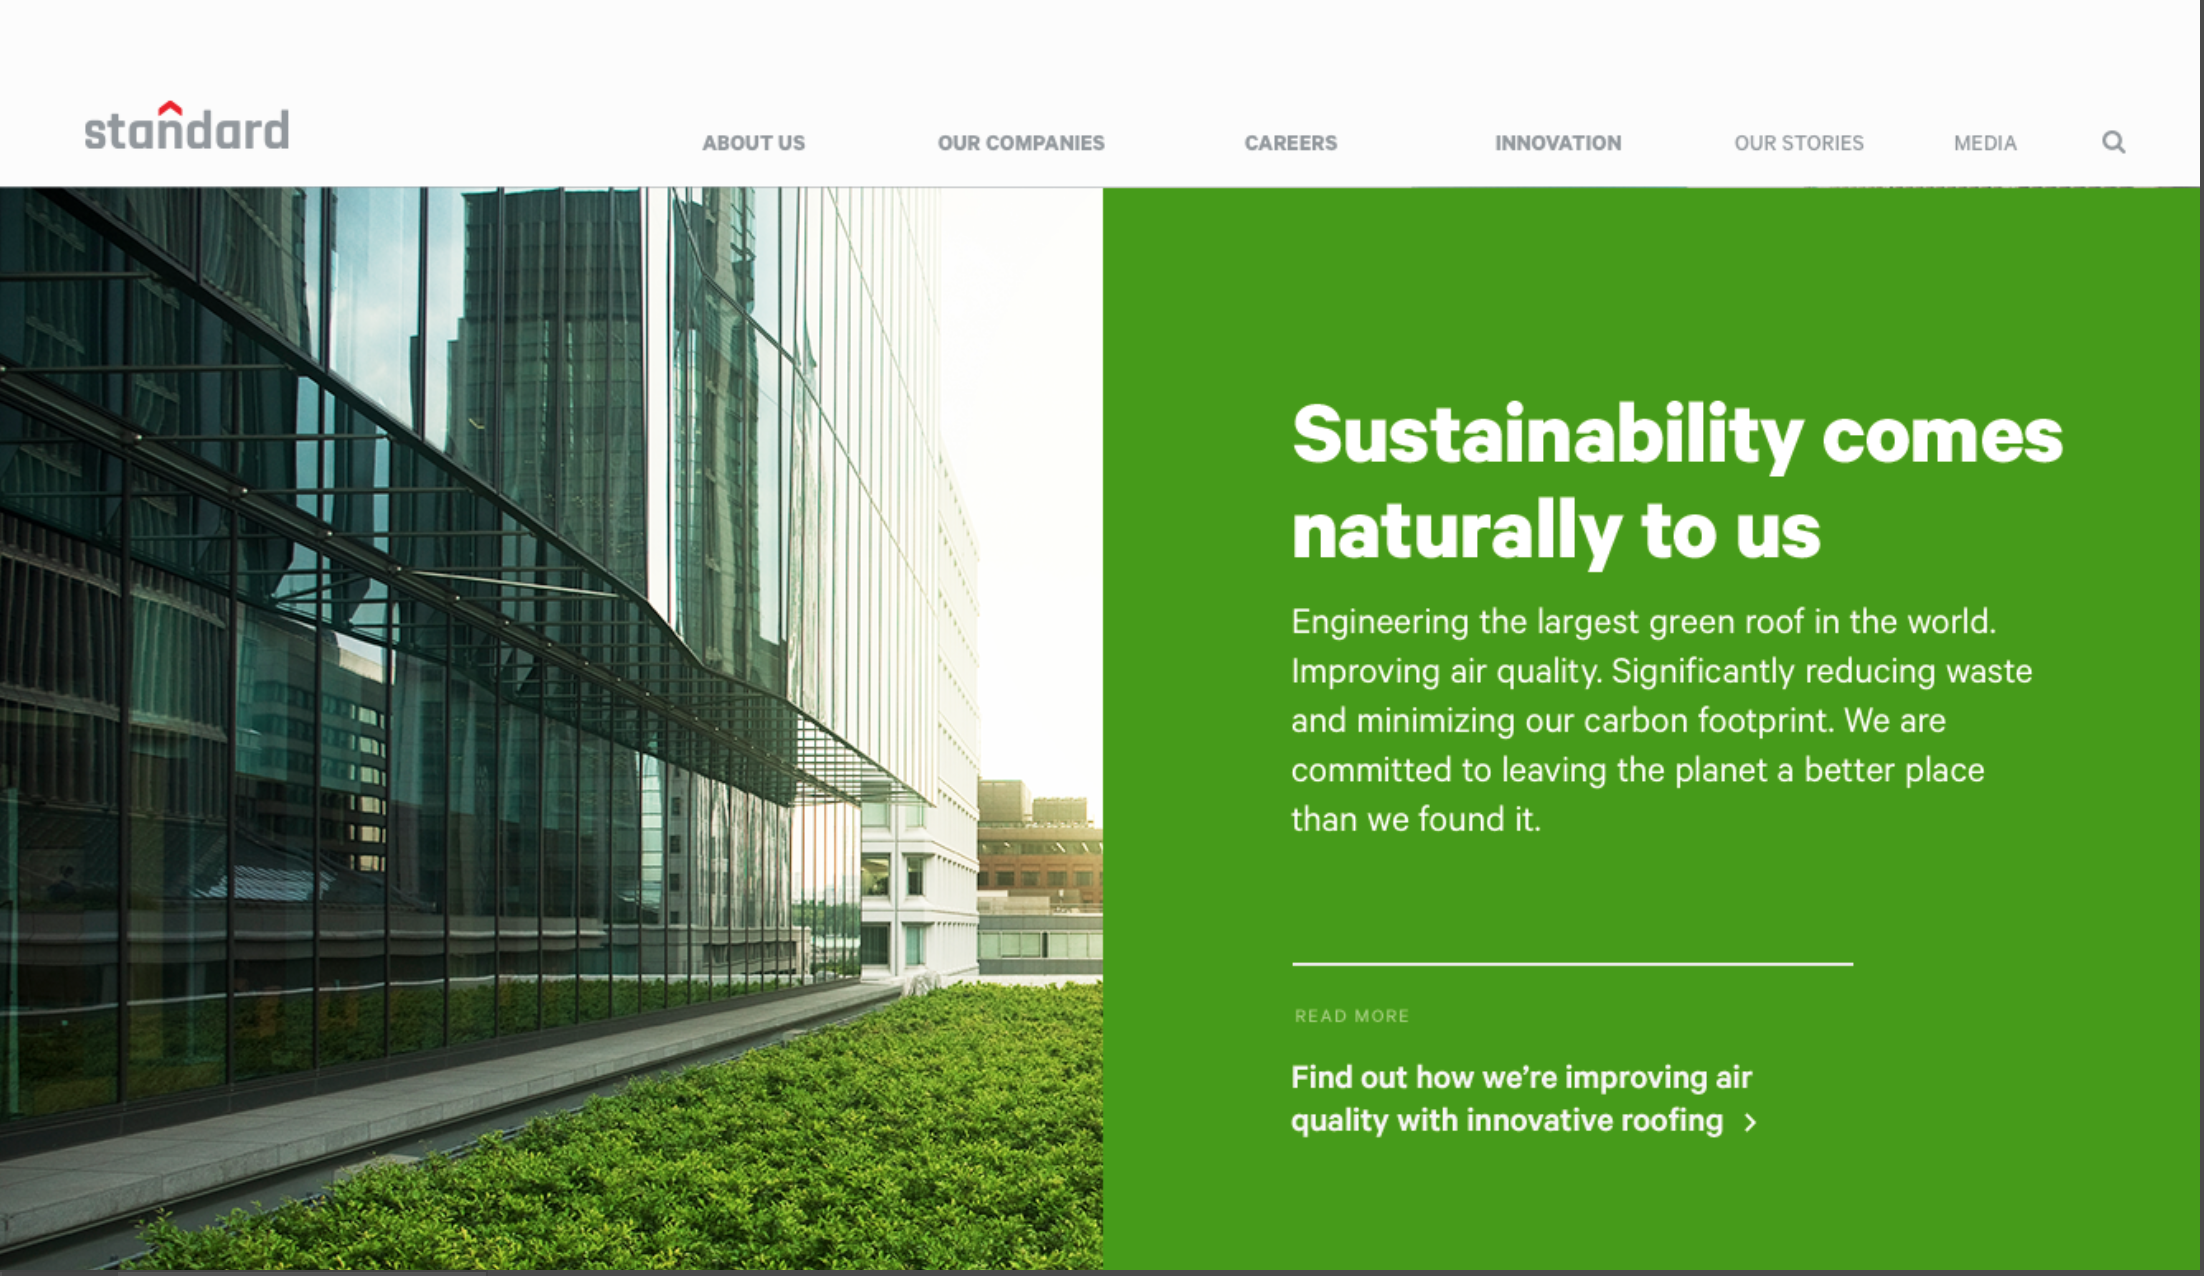 standard
ABOUT US
OUR COMPANIES
CAREERS
INNOVATION
OUR STORIES
MEDIA
Sustainability comes
naturally to us
Engineering the largest green roof in the world.
Improving air quality. Significantly reducing waste
and minimizing our carbon footprint. We are
committed to leaving the planet a better place
than we found it.
READ MORE
Find out how we’re improving air
quality with innovative roofing >